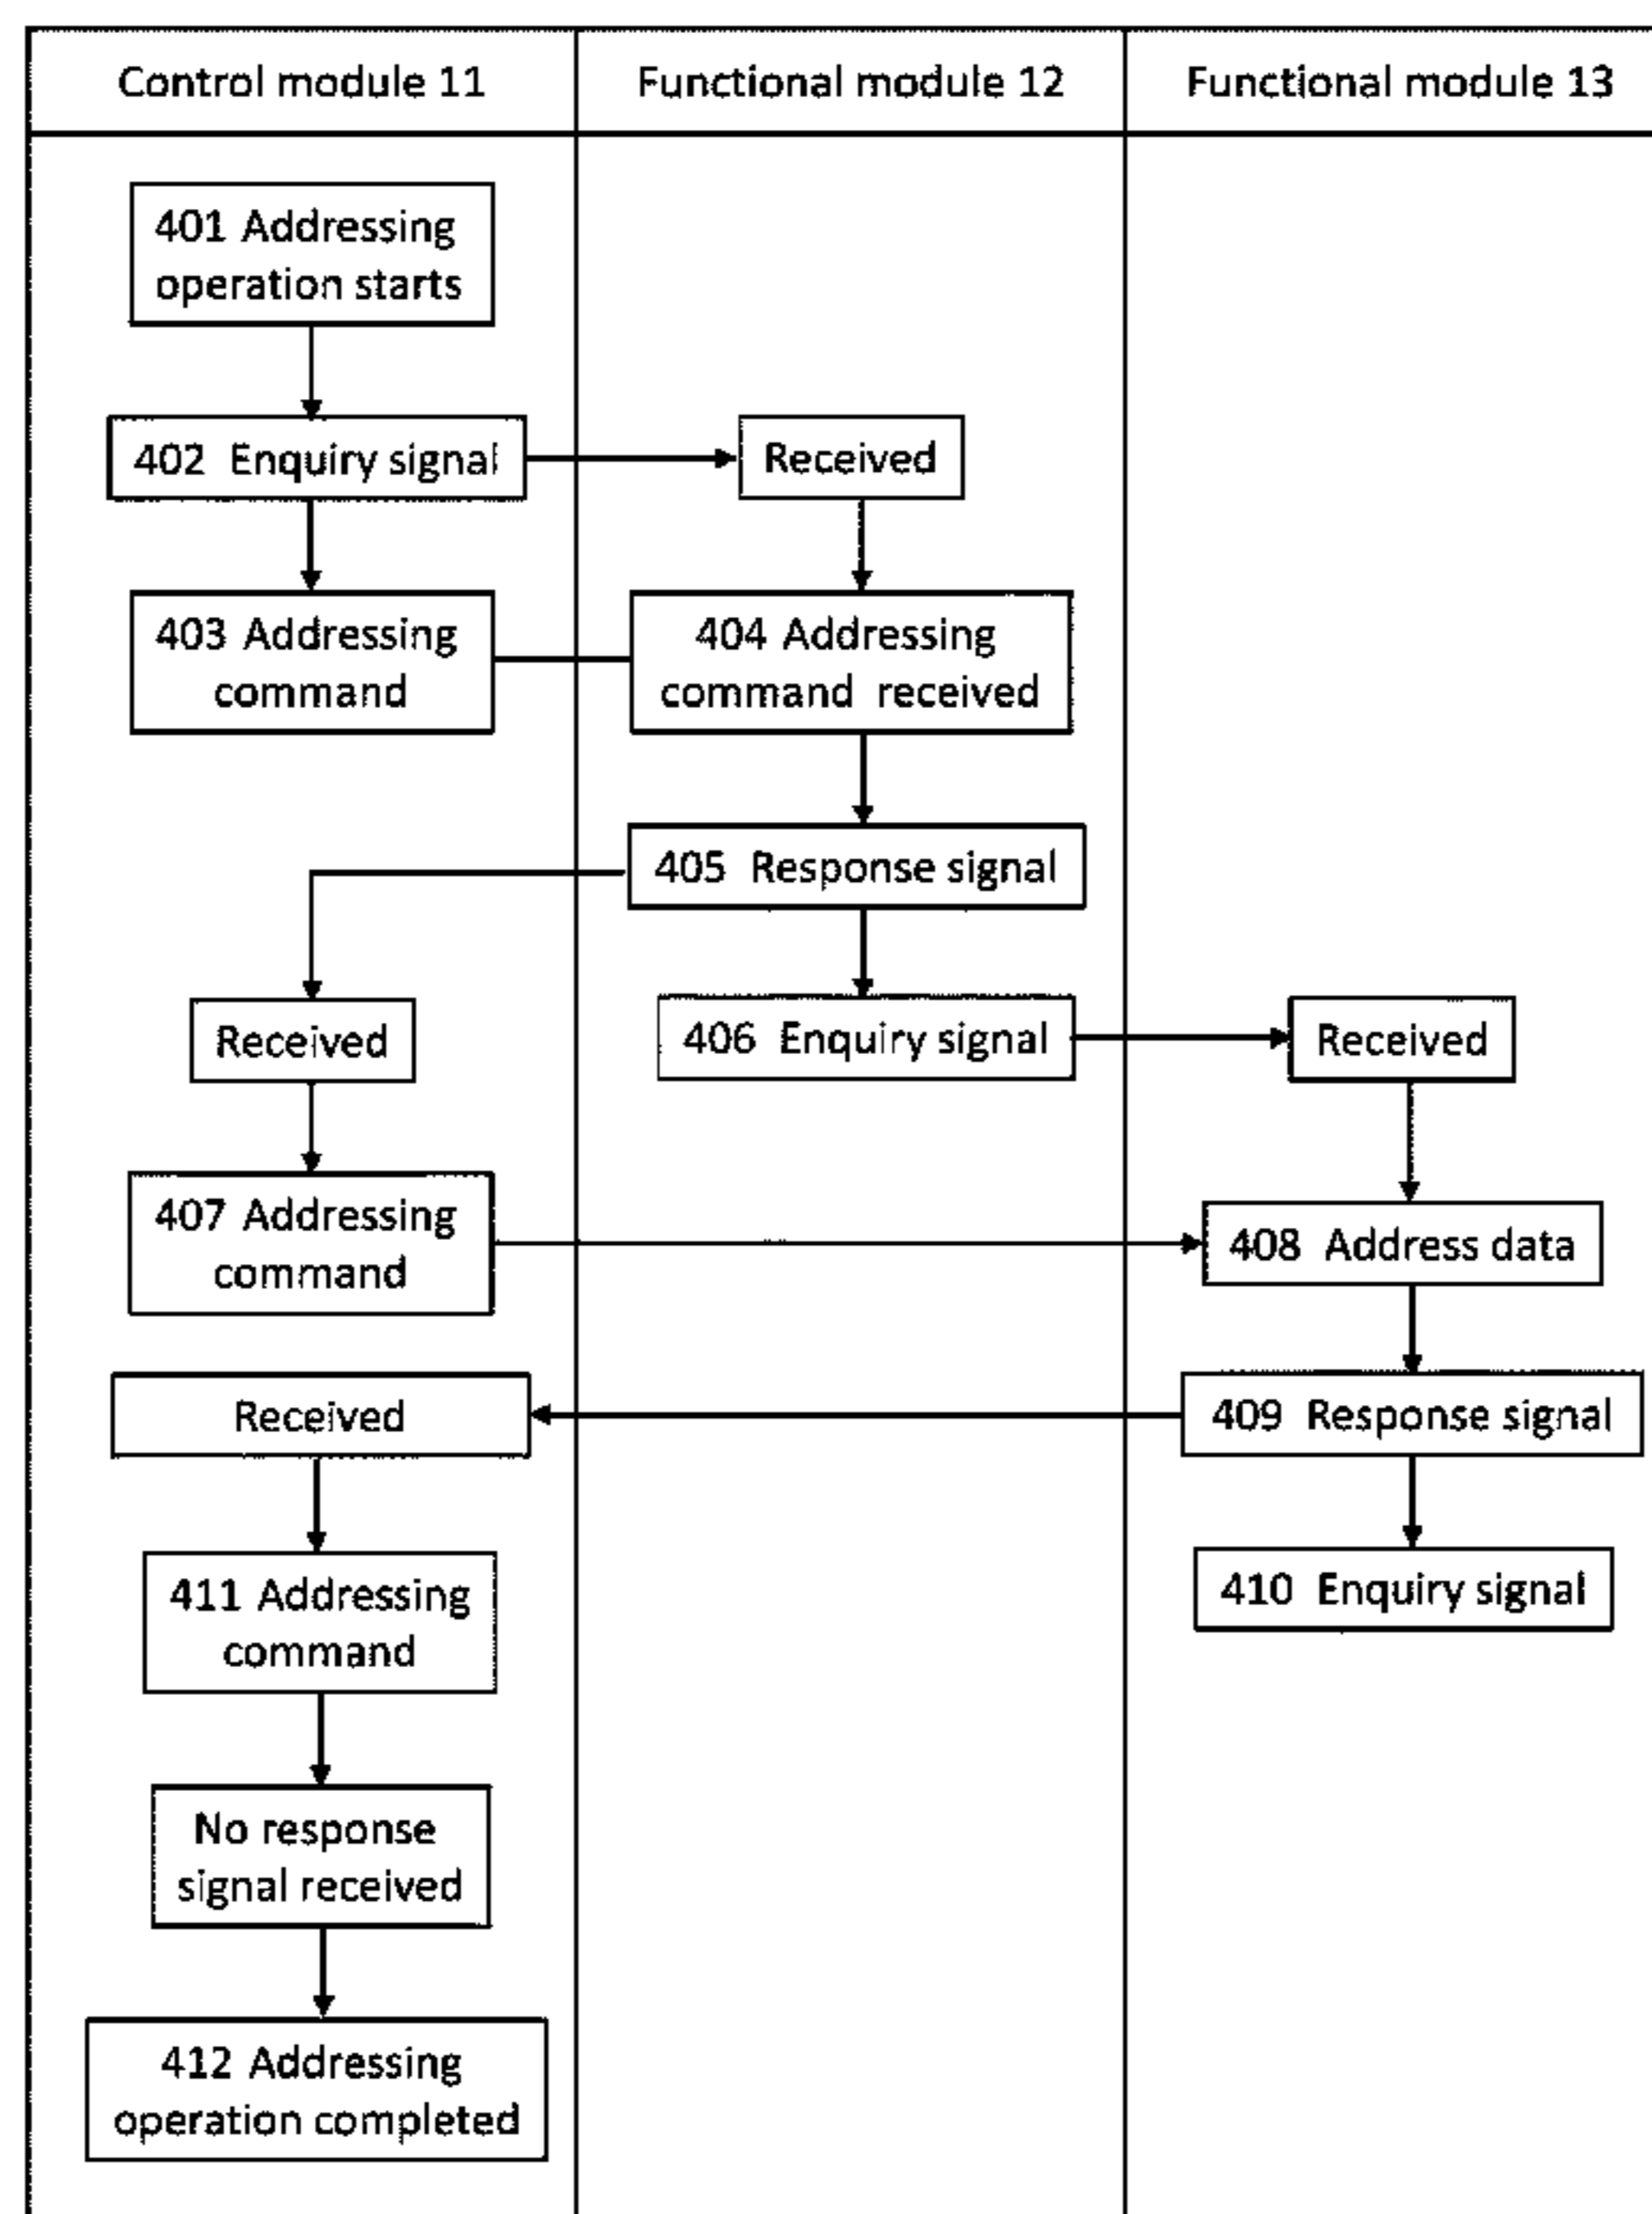 Control module 11
Functional module 12
Functional module 13
401 Addressing
operation starts
402 Enquiry signal
Received
403 Addressing
command
404 Addressing
command received
405 Response signal
Received
406 Enquiry signal
Received
407 Addressing
command
408 Address data
Received
409 Response signal
411 Addressing
command
410 Enquiry signal
No response
signal received
412 Addressing
operation completed